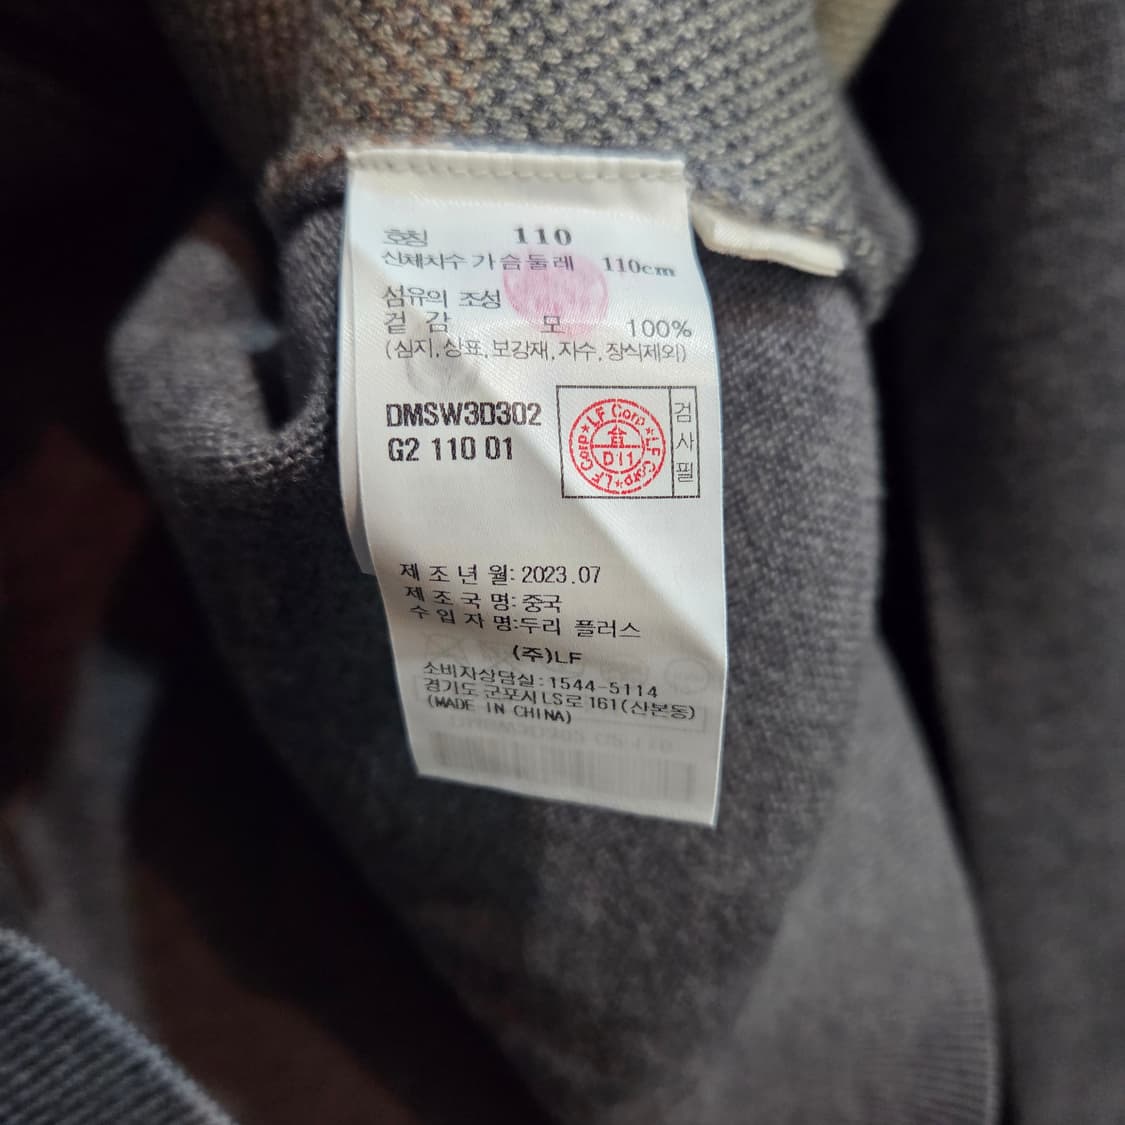 호칭 110
신체치수 가슴둘레 110cm
섬유의 조성
겉 감 모 100%
(심지,상표,보강재,자수,장식제외)
DMSW3D302
G2 110 01
LF Corp★LF Corp★LF Corp★
合
D11
검사필
제 조 년 월: 2023.07
제 조 국 명: 중국
수 입 자 명:두리 플러스
(주)LF
소비자상담실:1544-5114
경기도 군포시 LS로 161(산본동)
(MADE IN CHINA)